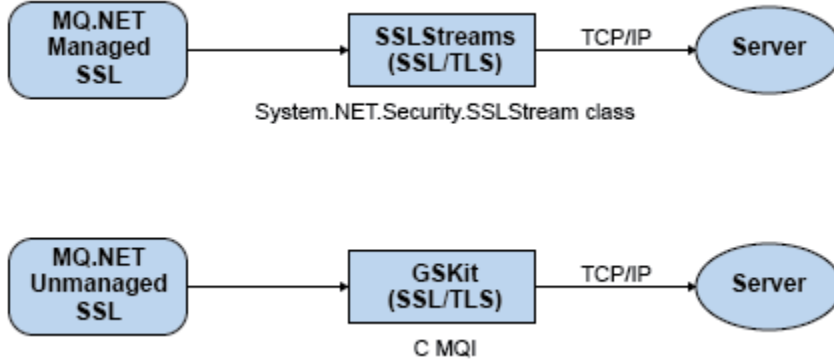 MQ.NET
Managed
SSL
SSLStreams
(SSL/TLS)
TCP/IP
Server
System.NET.Security.SSLStream class
MQ.NET
Unmanaged
SSL
GSKit
(SSL/TLS)
TCP/IP
Server
C MQI